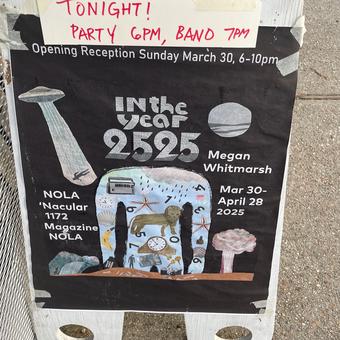 TONIGHT!
PARTY 6PM, BAND 7PM
Opening Reception Sunday March 30, 6-10pm
IN the
year
2525
Megan
Whitmarsh
NOLA
'Nacular
1172
Magazine
NOLA
Mar 30-
April 28
2025